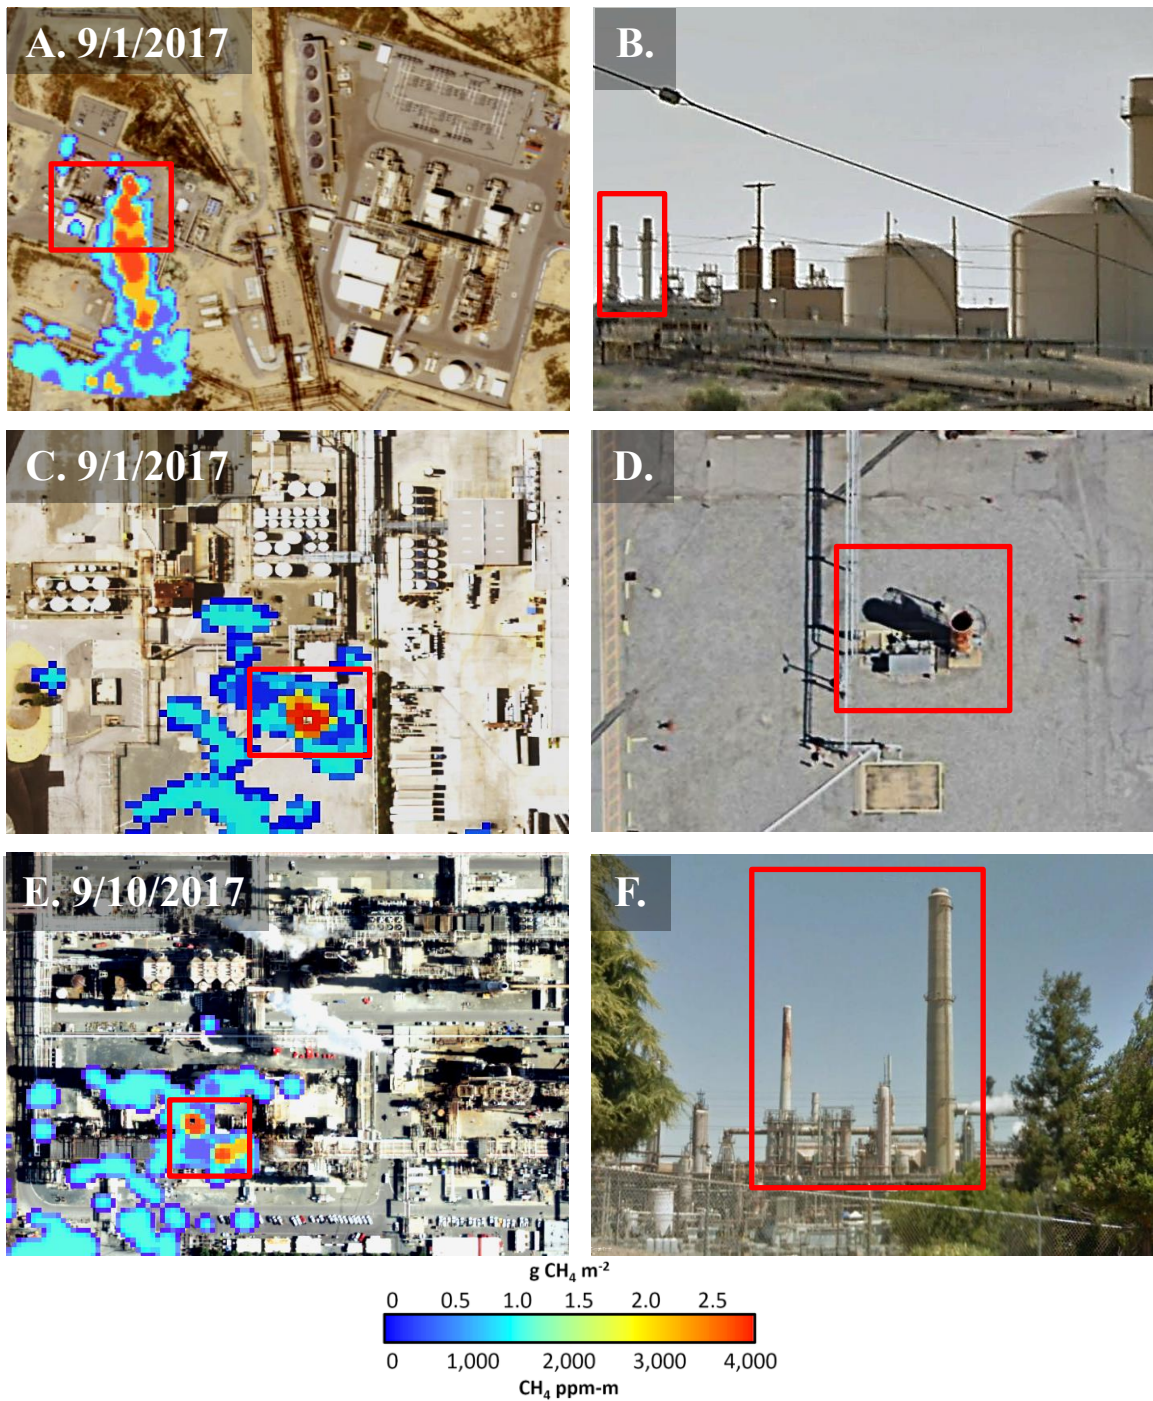 A. 9/1/2017
B.
C. 9/1/2017
D.
E. 9/10/2017
F.
g CH₄ m⁻²
0 0.5 1.0 1.5 2.0 2.5
0 1,000 2,000 3,000 4,000
CH₄ ppm-m